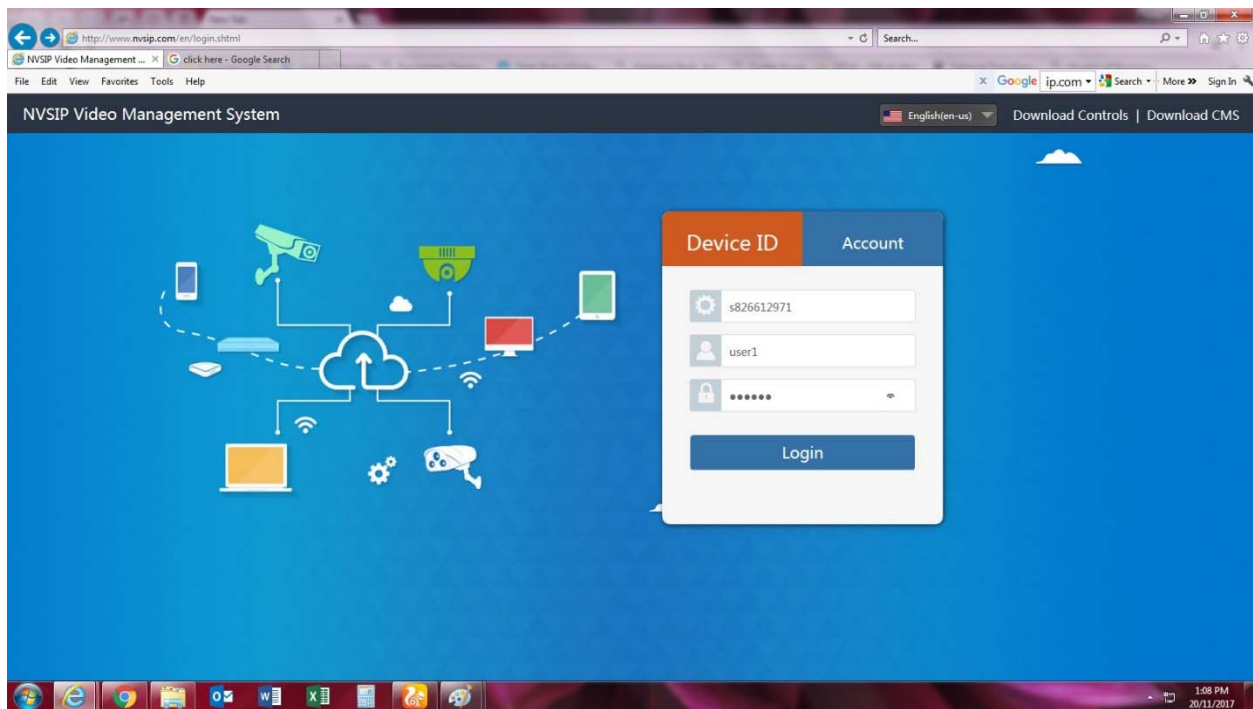 http://www.nvsip.com/en/login.shtml
Search...
NVSIP Video Management ...
click here - Google Search
File Edit View Favorites Tools Help
Google ip.com Search More » Sign In
NVSIP Video Management System
English(en-us)
Download Controls | Download CMS
Device ID
Account
s826612971
user1
••••••
Login
1:08 PM
20/11/2017